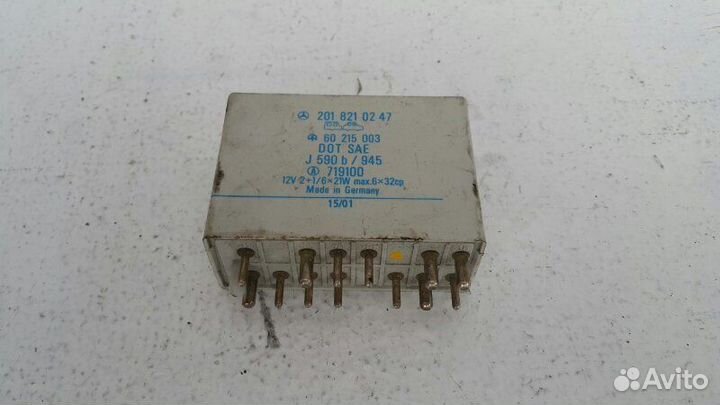 201 821 02 47
60 215 003
DOT SAE
J 590 b / 945
A 719100
12V 2+1/6×21W max.6×32cp
Made in Germany
15/01
Avito